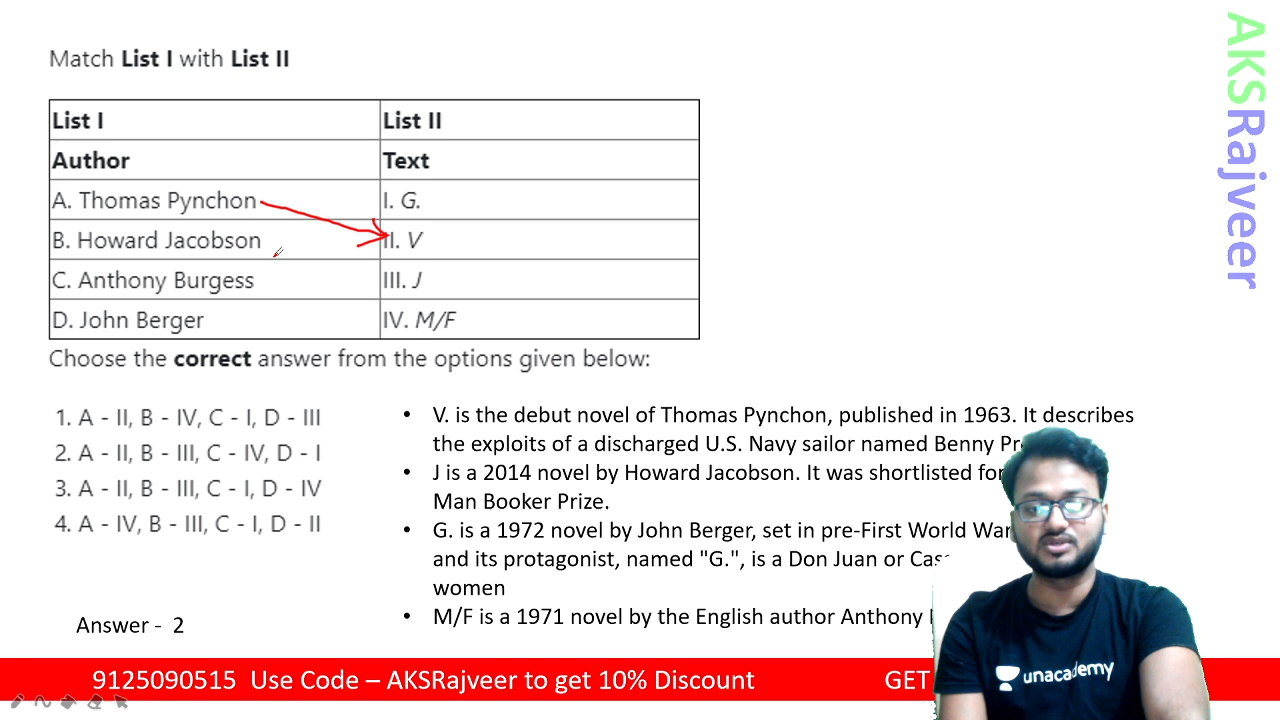 Match List I with List II
List I List II
Author Text
A. Thomas Pynchon I. G.
B. Howard Jacobson II. V
C. Anthony Burgess III. J
D. John Berger IV. M/F
Choose the correct answer from the options given below:
1. A - II, B - IV, C - I, D - III
2. A - II, B - III, C - IV, D - I
3. A - II, B - III, C - I, D - IV
4. A - IV, B - III, C - I, D - II
Answer - 2
• V. is the debut novel of Thomas Pynchon, published in 1963. It describes
the exploits of a discharged U.S. Navy sailor named Benny
• J is a 2014 novel by Howard Jacobson. It was shortlisted for
Man Booker Prize.
• G. is a 1972 novel by John Berger, set in pre-First World War
and its protagonist, named "G.", is a Don Juan or
women
• M/F is a 1971 novel by the English author Anthony
AKSRajveer
unacademy
9125090515 Use Code – AKSRajveer to get 10% Discount GET